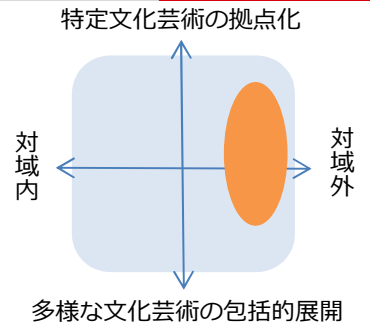 特定文化芸術の拠点化
対域内
対域外
多様な文化芸術の包括的展開